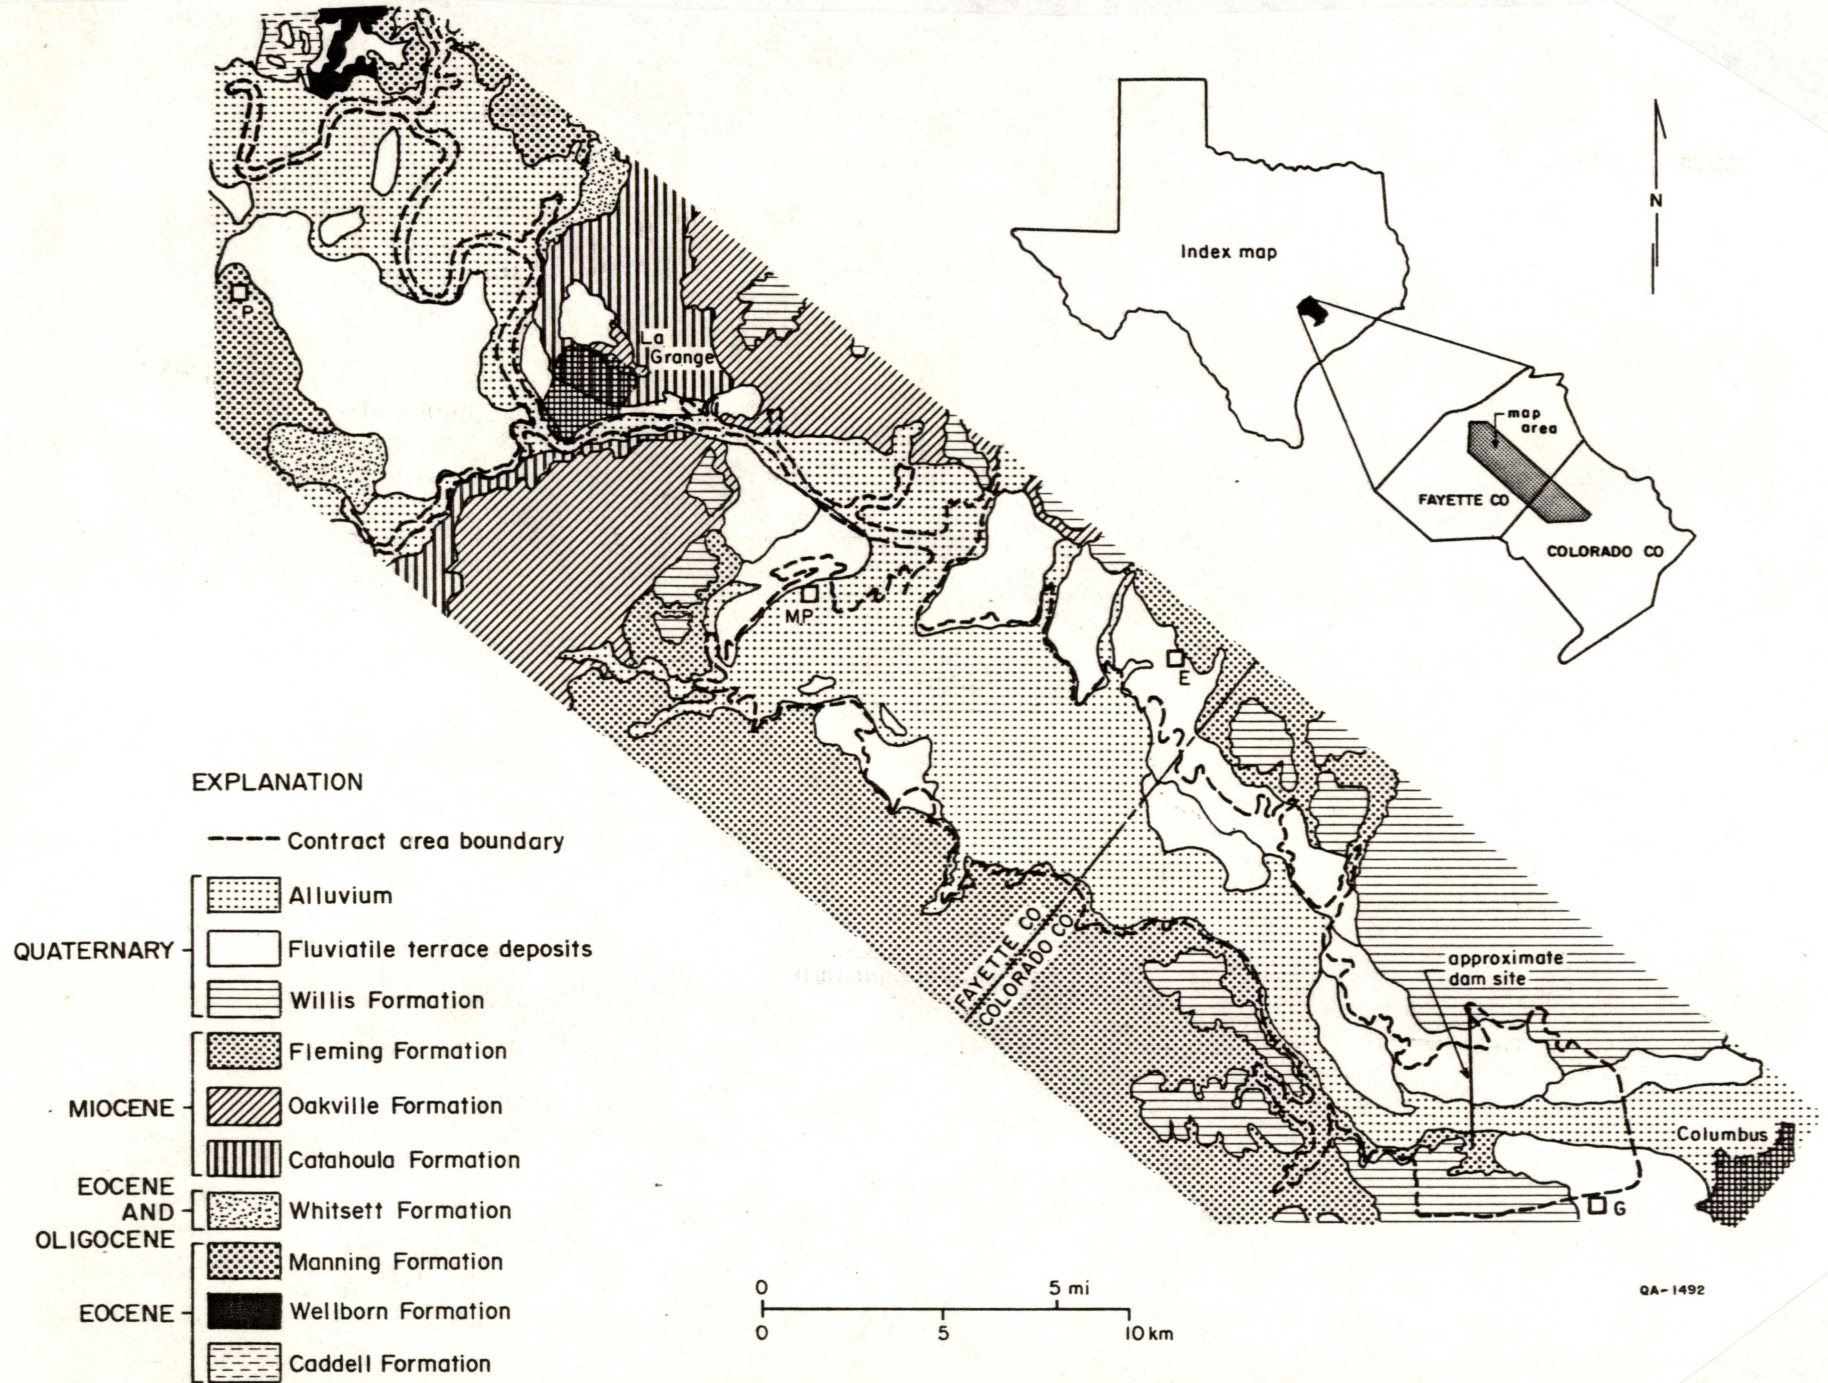 Index map
N
map
area
FAYETTE CO
COLORADO CO
P
La
Grange
MP
E
FAYETTE CO
COLORADO CO
approximate
dam site
Columbus
G
EXPLANATION
Contract area boundary
QUATERNARY
Alluvium
Fluviatile terrace deposits
Willis Formation
MIOCENE
Fleming Formation
Oakville Formation
Catahoula Formation
EOCENE
AND
OLIGOCENE
Whitsett Formation
EOCENE
Manning Formation
Wellborn Formation
Caddell Formation
0 5 mi
0 5 10 km
QA-1492